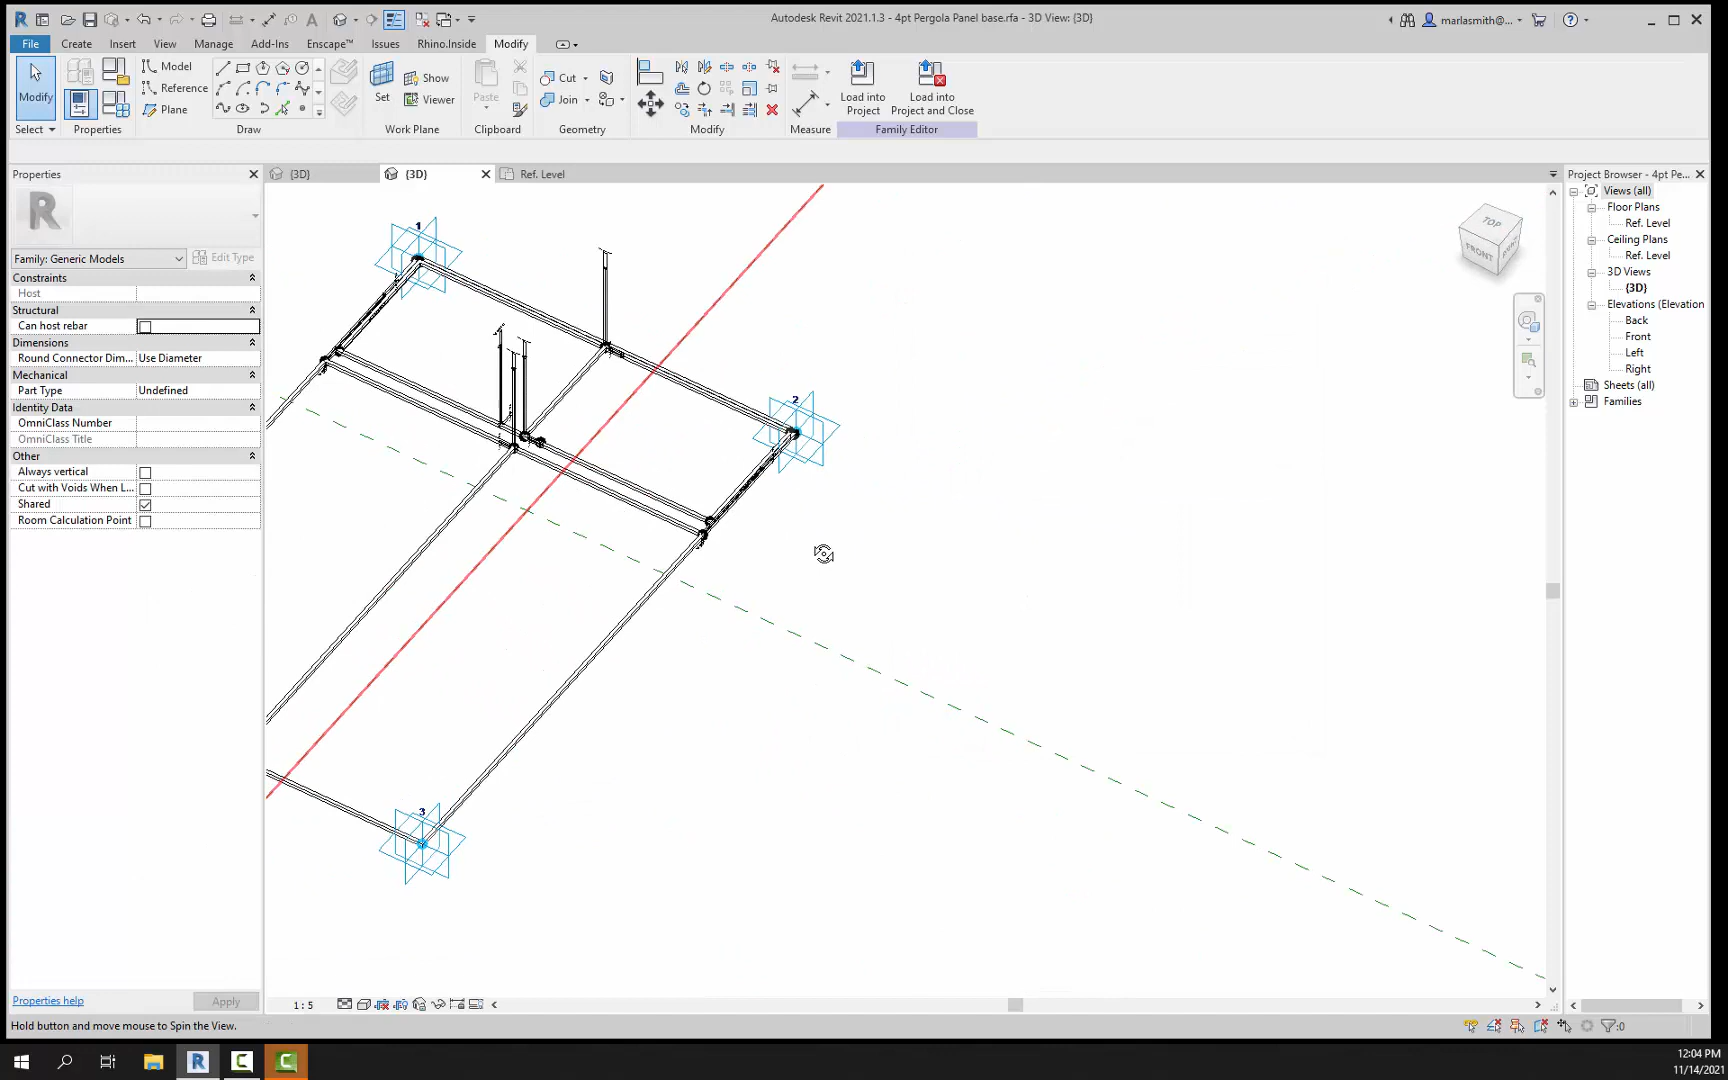 Autodesk Revit 2021.1.3 - 4pt Pergola Panel base.rfa - 3D View: {3D}
marlasmith@...
File
Create
Insert
View
Manage
Add-Ins
Enscape™
Issues
Rhino.Inside
Modify
Modify
Model
Reference
Plane
Set
Show
Viewer
Paste
Cut
Join
Load into
Project
Load into
Project and Close
Select
Properties
Draw
Work Plane
Clipboard
Geometry
Modify
Measure
Family Editor
Properties
{3D}
{3D}
Ref. Level
Project Browser - 4pt Pe...
R
Family: Generic Models
Edit Type
Constraints
Host
Structural
Can host rebar
Dimensions
Round Connector Dim...
Use Diameter
Mechanical
Part Type
Undefined
Identity Data
OmniClass Number
OmniClass Title
Other
Always vertical
Cut with Voids When L...
Shared
Room Calculation Point
1
2
3
TOP
FRONT
Views (all)
Floor Plans
Ref. Level
Ceiling Plans
Ref. Level
3D Views
{3D}
Elevations (Elevation
Back
Front
Left
Right
Sheets (all)
Families
Properties help
Apply
1 : 5
Hold button and move mouse to Spin the View.
:0
12:04 PM
11/14/2021